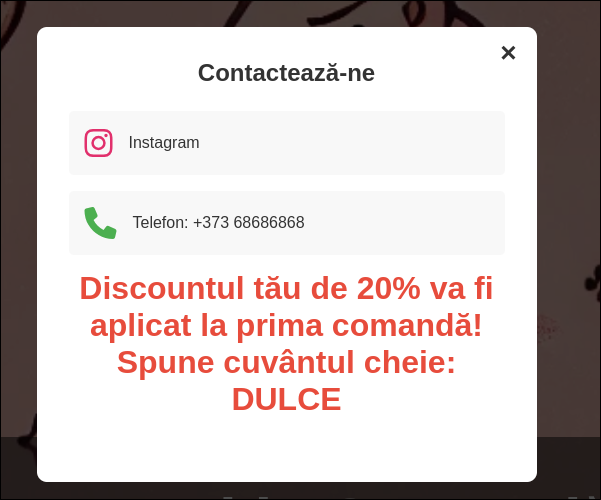 ×
Contactează-ne
Instagram
Telefon: +373 68686868
Discountul tău de 20% va fi
aplicat la prima comandă!
Spune cuvântul cheie:
DULCE